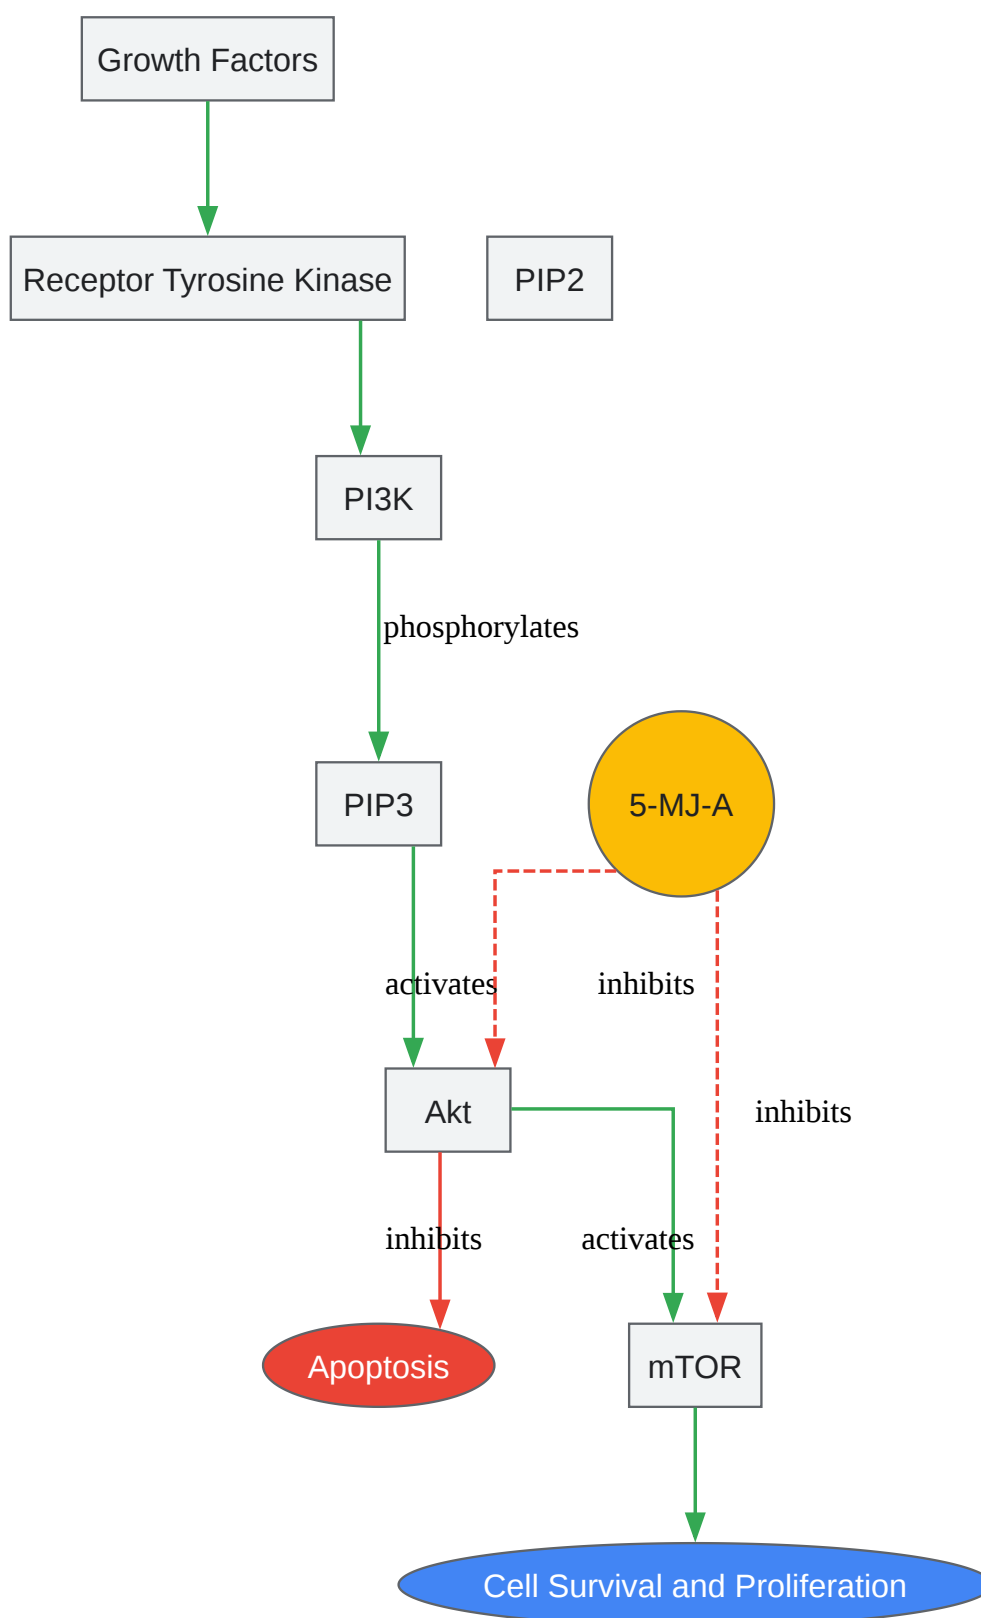 Growth Factors
Receptor Tyrosine Kinase
PIP2
PI3K
phosphorylates
PIP3
5-MJ-A
activates
inhibits
Akt
inhibits
inhibits
activates
Apoptosis
mTOR
Cell Survival and Proliferation